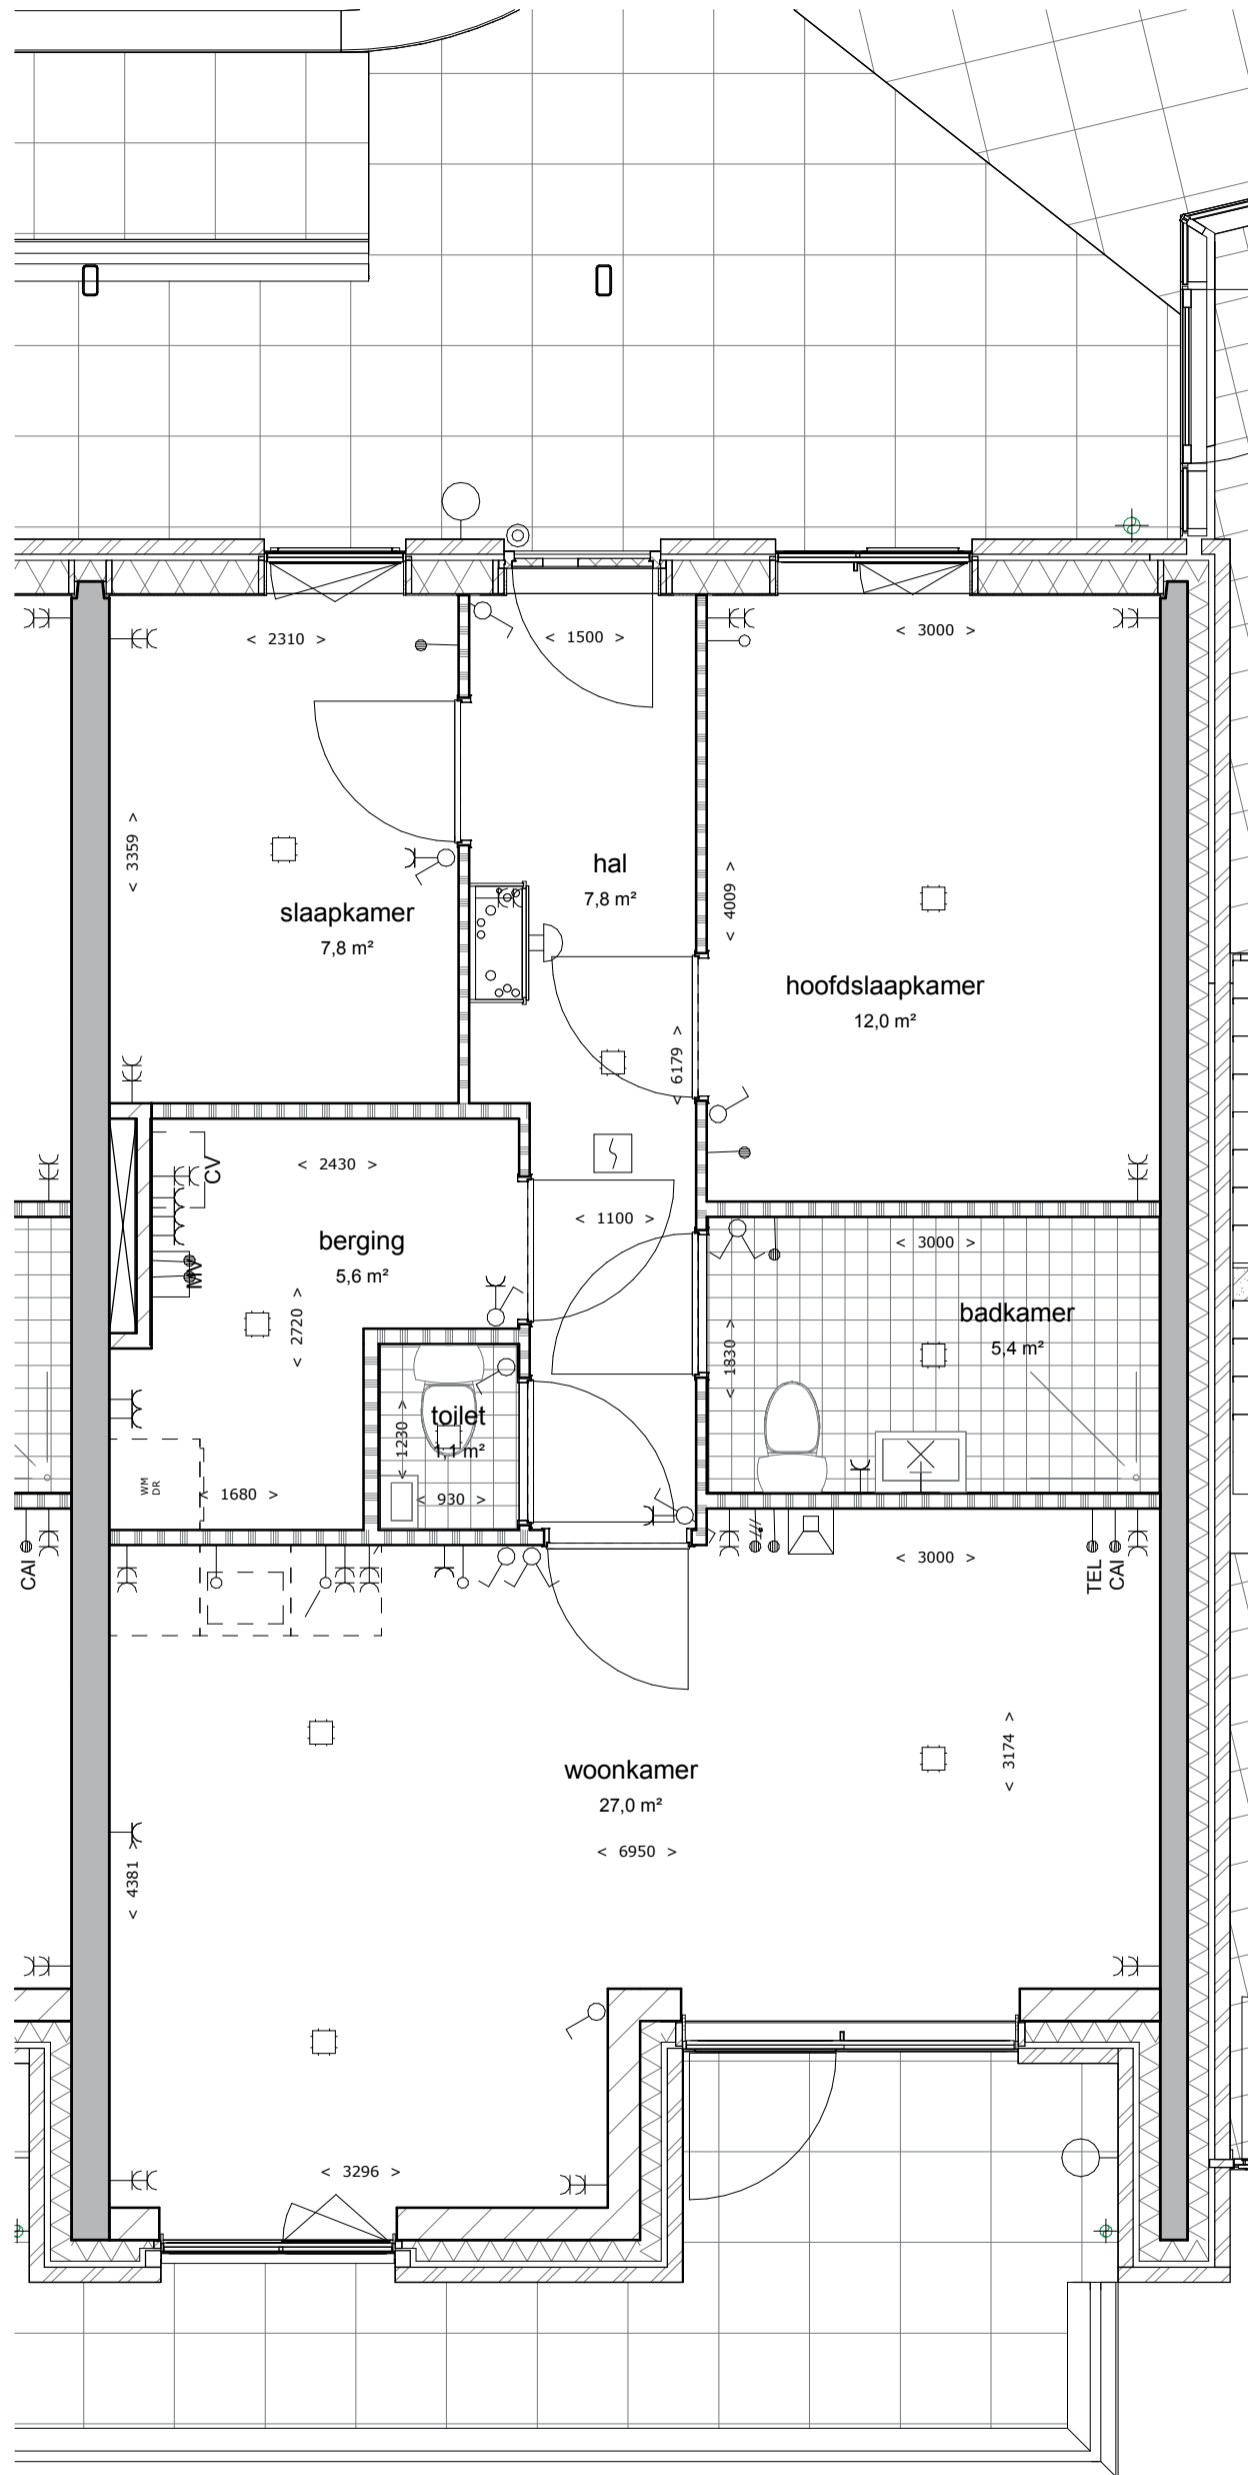 < 2310 >
< 1500 >
< 3000 >
< 3359 >
hal
7,8 m²
slaapkamer
7,8 m²
< 4009 >
hoofdslaapkamer
12,0 m²
< 6179 >
CV
< 2430 >
< 1100 >
< 3000 >
berging
5,6 m²
MV
< 2720 >
badkamer
5,4 m²
< 1830 >
toilet
1,1 m²
< 1230 >
WM
DR
< 1680 >
< 930 >
CAI
< 3000 >
TEL
CAI
< 3174 >
woonkamer
27,0 m²
< 6950 >
< 4381 >
< 3296 >